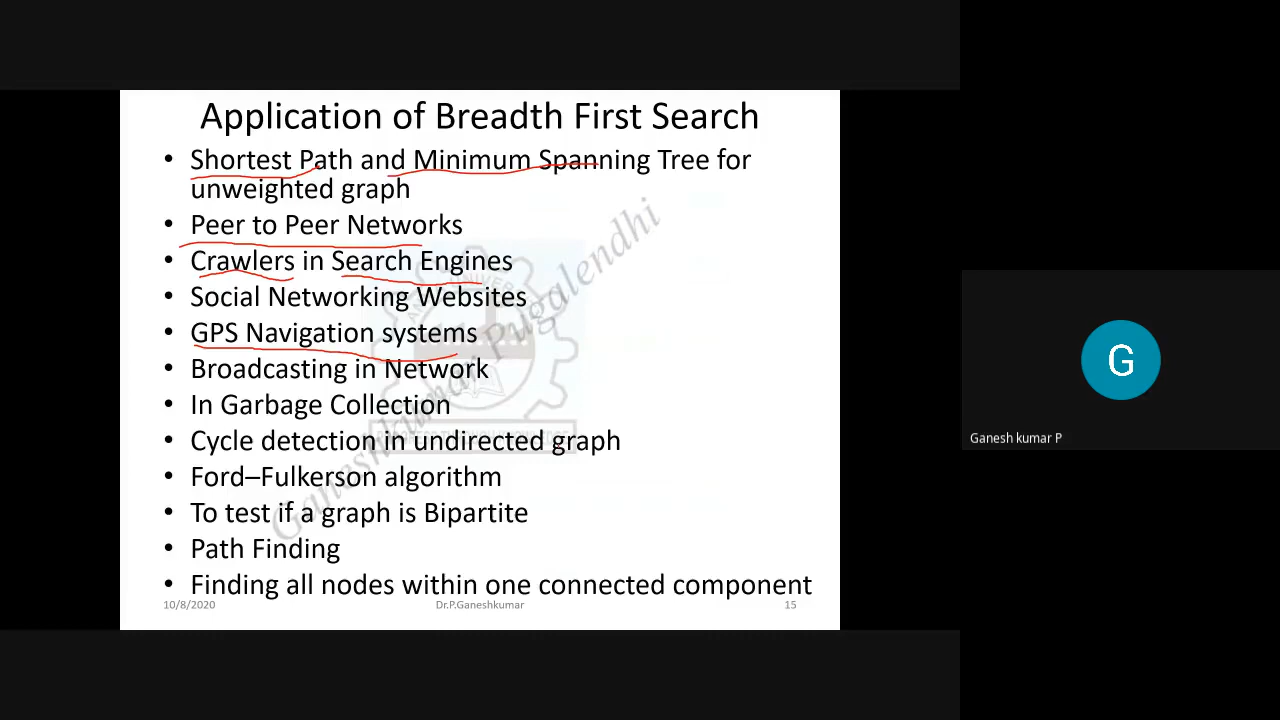 Application of Breadth First Search
• Shortest Path and Minimum Spanning Tree for
unweighted graph
• Peer to Peer Networks
• Crawlers in Search Engines
• Social Networking Websites
• GPS Navigation systems
• Broadcasting in Network
• In Garbage Collection
• Cycle detection in undirected graph
• Ford–Fulkerson algorithm
• To test if a graph is Bipartite
• Path Finding
• Finding all nodes within one connected component
10/8/2020 Dr.P.Ganeshkumar 15
Ganeshkumar Pugalendhi
G
Ganesh kumar P